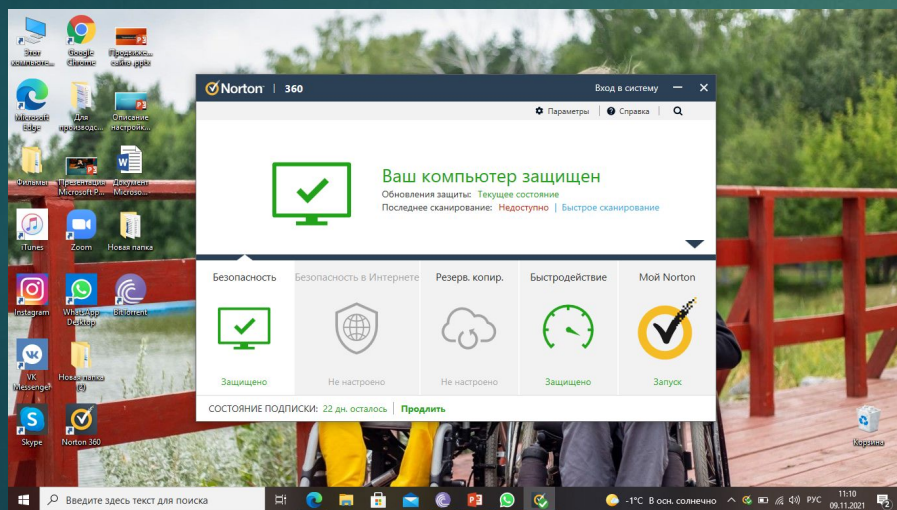 Этот компьюте...
Google Chrome
Продвиже... сайта .pptx
Microsoft Edge
Для производс...
Описание настройк...
Фильмы
Презентация Microsoft P...
Документ Microso...
iTunes
Zoom
Новая папка
Instagram
WhatsApp Desktop
BitTorrent
VK Messenger
Новая папка (2)
Skype
Norton 360
Корзина
Norton | 360
Вход в систему
Параметры
Справка
Ваш компьютер защищен
Обновления защиты: Текущее состояние
Последнее сканирование: Недоступно | Быстрое сканирование
Безопасность
Безопасность в Интернете
Резерв. копир.
Быстродействие
Мой Norton
Защищено
Не настроено
Не настроено
Защищено
Запуск
СОСТОЯНИЕ ПОДПИСКИ: 22 дн. осталось | Продлить
Введите здесь текст для поиска
-1°C В осн. солнечно
РУС
11:10
09.11.2021
2